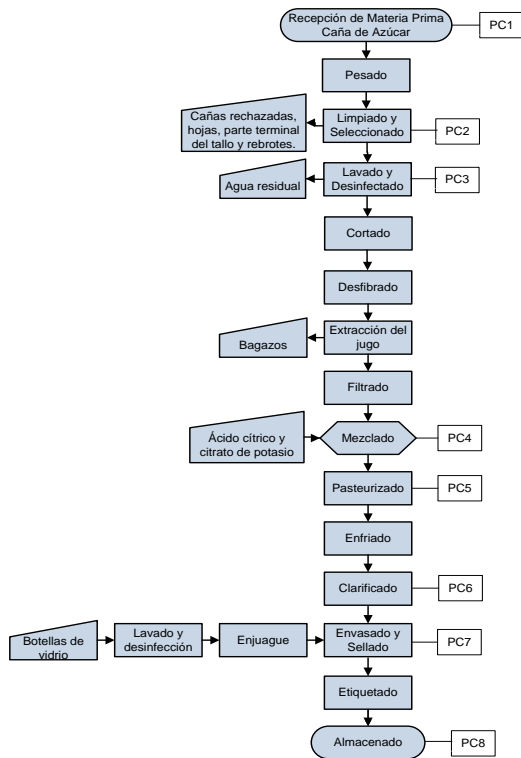 Recepción de Materia Prima
Caña de Azúcar
PC1
Pesado
Cañas rechazadas,
hojas, parte terminal
del tallo y rebrotes.
Limpiado y
Seleccionado
PC2
Agua residual
Lavado y
Desinfectado
PC3
Cortado
Desfibrado
Bagazos
Extracción del
jugo
Filtrado
Ácido cítrico y
citrato de potasio
Mezclado
PC4
Pasteurizado
PC5
Enfriado
Clarificado
PC6
Botellas de
vidrio
Lavado y
desinfección
Enjuague
Envasado y
Sellado
PC7
Etiquetado
Almacenado
PC8